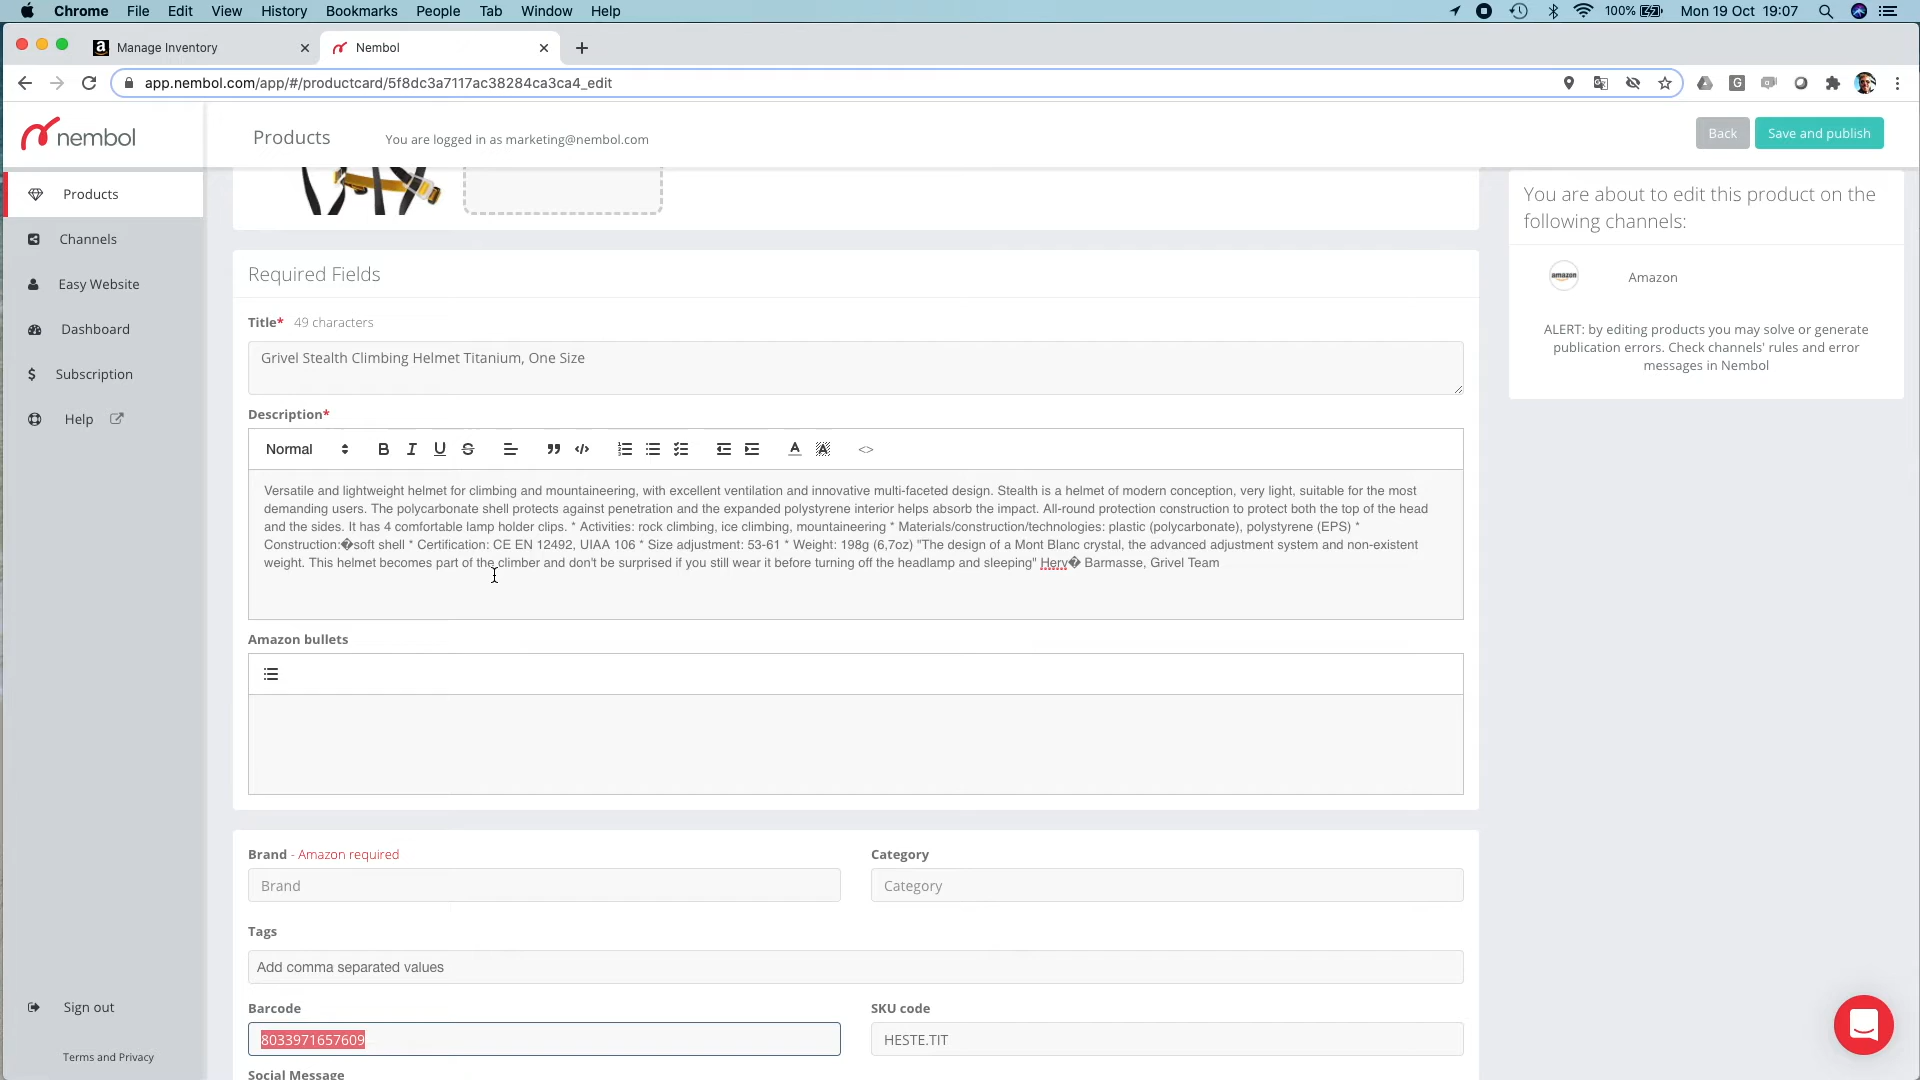 Chrome File Edit View History Bookmarks People Tab Window Help 100% Mon 19 Oct 19:07
Manage Inventory Nembol
app.nembol.com/app/#/productcard/5f8dc3a7117ac38284ca3ca4_edit
nembol
Products You are logged in as marketing@nembol.com Back Save and publish
Products
Channels
Easy Website
Dashboard
Subscription
Help
Sign out
Terms and Privacy
Required Fields
Title* 49 characters
Grivel Stealth Climbing Helmet Titanium, One Size
Description*
Normal
Versatile and lightweight helmet for climbing and mountaineering, with excellent ventilation and innovative multi-faceted design. Stealth is a helmet of modern conception, very light, suitable for the most
demanding users. The polycarbonate shell protects against penetration and the expanded polystyrene interior helps absorb the impact. All-round protection construction to protect both the top of the head
and the sides. It has 4 comfortable lamp holder clips. * Activities: rock climbing, ice climbing, mountaineering * Materials/construction/technologies: plastic (polycarbonate), polystyrene (EPS) *
Construction:�soft shell * Certification: CE EN 12492, UIAA 106 * Size adjustment: 53-61 * Weight: 198g (6,7oz) "The design of a Mont Blanc crystal, the advanced adjustment system and non-existent
weight. This helmet becomes part of the climber and don't be surprised if you still wear it before turning off the headlamp and sleeping" Herv� Barmasse, Grivel Team
Amazon bullets
Brand - Amazon required Category
Brand Category
Tags
Add comma separated values
Barcode SKU code
8033971657609 HESTE.TIT
Social Message
You are about to edit this product on the
following channels:
amazon Amazon
ALERT: by editing products you may solve or generate
publication errors. Check channels' rules and error
messages in Nembol